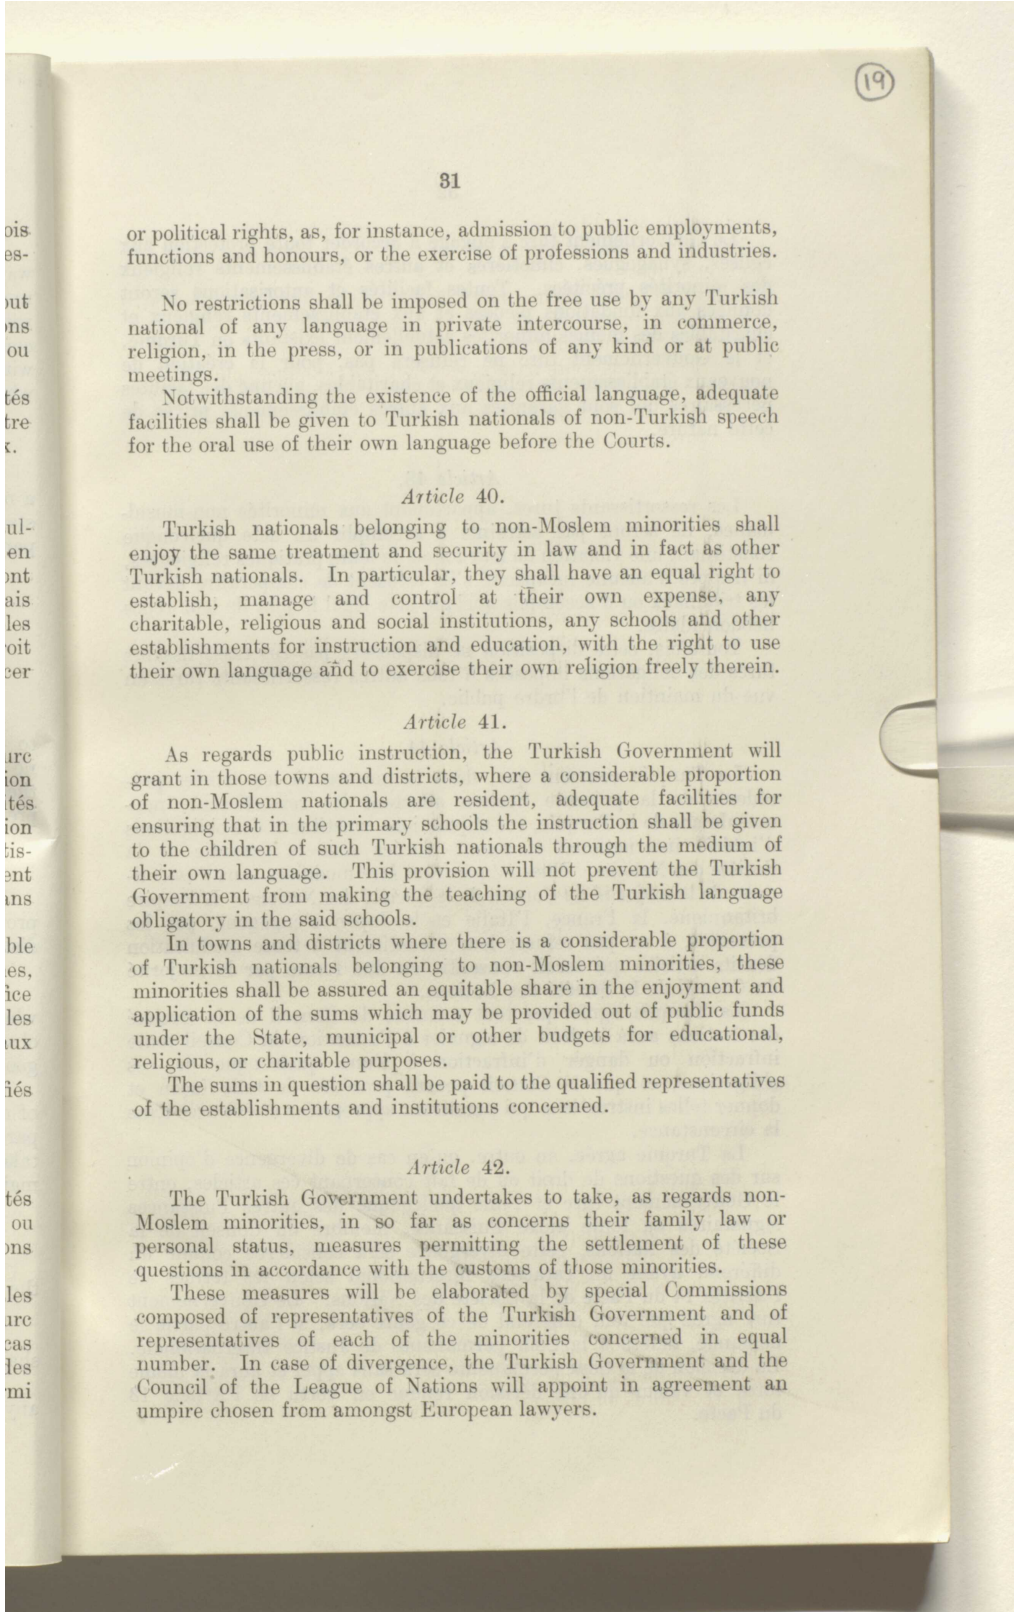 19
31
or political rights, as, for instance, admission to public employments,
functions and honours, or the exercise of professions and industries.
No restrictions shall be imposed on the free use by any Turkish
national of any language in private intercourse, in commerce,
religion, in the press, or in publications of any kind or at public
meetings.
Notwithstanding the existence of the official language, adequate
facilities shall be given to Turkish nationals of non-Turkish speech
for the oral use of their own language before the Courts.
Article 40.
Turkish nationals belonging to non-Moslem minorities shall
enjoy the same treatment and security in law and in fact as other
Turkish nationals. In particular, they shall have an equal right to
establish, manage and control at their own expense, any
charitable, religious and social institutions, any schools and other
establishments for instruction and education, with the right to use
their own language and to exercise their own religion freely therein.
Article 41.
As regards public instruction, the Turkish Government will
grant in those towns and districts, where a considerable proportion
of non-Moslem nationals are resident, adequate facilities for
ensuring that in the primary schools the instruction shall be given
to the children of such Turkish nationals through the medium of
their own language. This provision will not prevent the Turkish
Government from making the teaching of the Turkish language
obligatory in the said schools.
In towns and districts where there is a considerable proportion
of Turkish nationals belonging to non-Moslem minorities, these
minorities shall be assured an equitable share in the enjoyment and
application of the sums which may be provided out of public funds
under the State, municipal or other budgets for educational,
religious, or charitable purposes.
The sums in question shall be paid to the qualified representatives
of the establishments and institutions concerned.
Article 42.
The Turkish Government undertakes to take, as regards non-
Moslem minorities, in so far as concerns their family law or
personal status, measures permitting the settlement of these
questions in accordance with the customs of those minorities.
These measures will be elaborated by special Commissions
composed of representatives of the Turkish Government and of
representatives of each of the minorities concerned in equal
number. In case of divergence, the Turkish Government and the
Council of the League of Nations will appoint in agreement an
umpire chosen from amongst European lawyers.